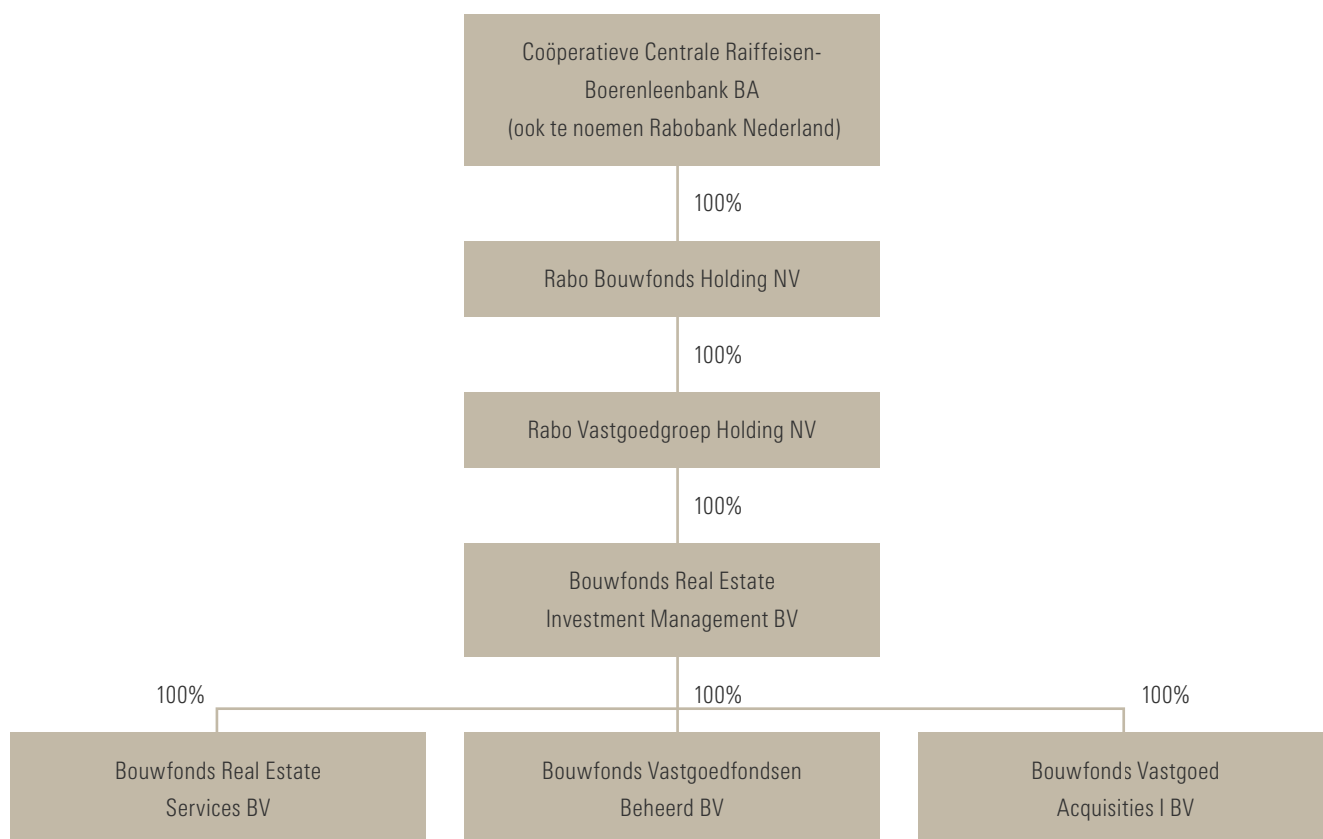 Coöperatieve Centrale Raiffeisen-
Boerenleenbank BA
(ook te noemen Rabobank Nederland)
100%
Rabo Bouwfonds Holding NV
100%
Rabo Vastgoedgroep Holding NV
100%
Bouwfonds Real Estate
Investment Management BV
100%
100%
100%
Bouwfonds Real Estate
Services BV
Bouwfonds Vastgoedfondsen
Beheerd BV
Bouwfonds Vastgoed
Acquisities I BV